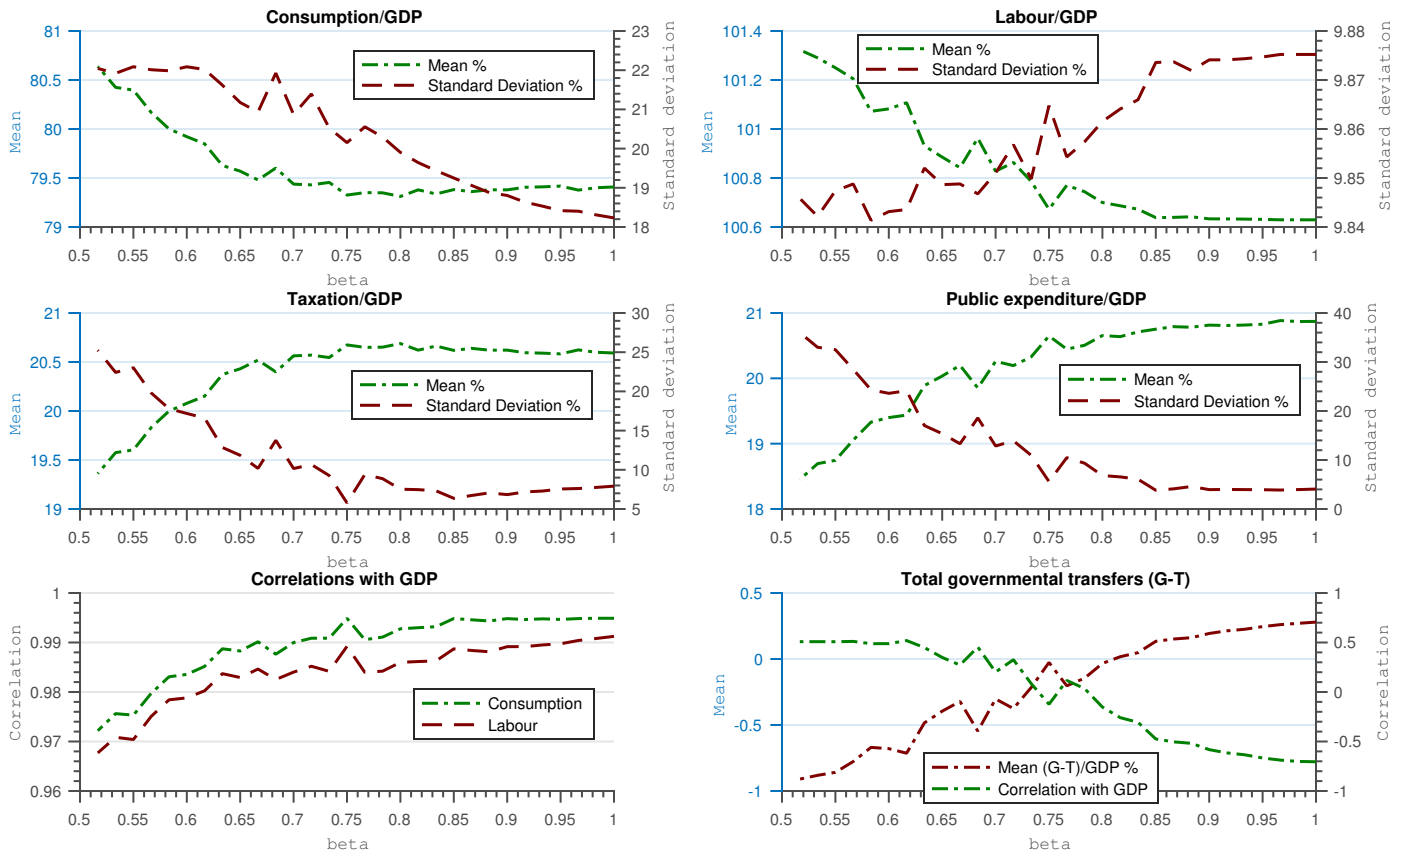 Consumption/GDP
81
80.5
80
79.5
79
Mean
23
22
21
20
19
18
Standard deviation
Mean %
Standard Deviation %
0.5 0.55 0.6 0.65 0.7 0.75 0.8 0.85 0.9 0.95 1
beta
Labour/GDP
101.4
101.2
101
100.8
100.6
Mean
9.88
9.87
9.86
9.85
9.84
Standard deviation
Mean %
Standard Deviation %
0.5 0.55 0.6 0.65 0.7 0.75 0.8 0.85 0.9 0.95 1
beta
Taxation/GDP
21
20.5
20
19.5
19
Mean
30
25
20
15
10
5
Standard deviation
Mean %
Standard Deviation %
0.5 0.55 0.6 0.65 0.7 0.75 0.8 0.85 0.9 0.95 1
beta
Public expenditure/GDP
21
20
19
18
Mean
40
30
20
10
0
Standard deviation
Mean %
Standard Deviation %
0.5 0.55 0.6 0.65 0.7 0.75 0.8 0.85 0.9 0.95 1
beta
Correlations with GDP
1
0.99
0.98
0.97
0.96
Correlation
Consumption
Labour
0.5 0.55 0.6 0.65 0.7 0.75 0.8 0.85 0.9 0.95 1
beta
Total governmental transfers (G-T)
0.5
0
-0.5
-1
Mean
1
0.5
0
-0.5
-1
Correlation
Mean (G-T)/GDP %
Correlation with GDP
0.5 0.55 0.6 0.65 0.7 0.75 0.8 0.85 0.9 0.95 1
beta